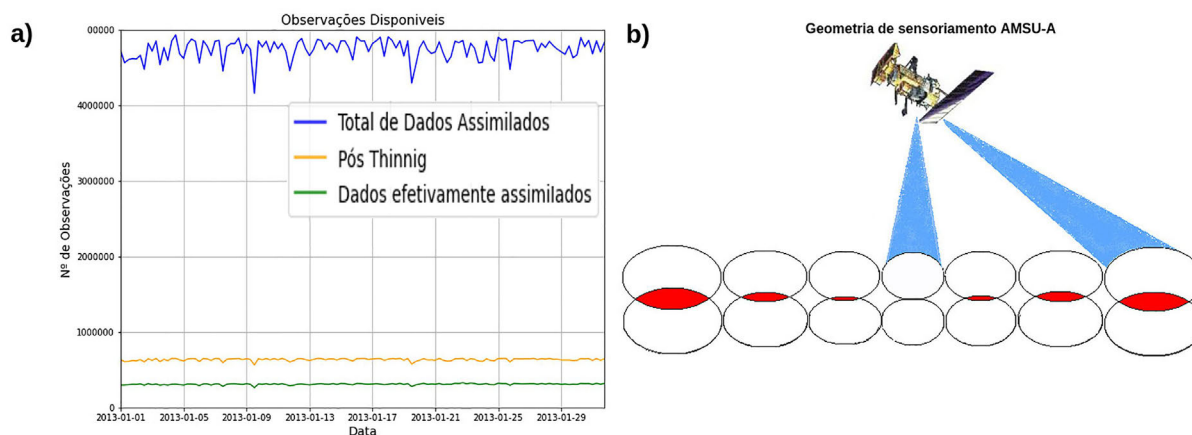 a)
Observações Disponiveis
00000
4000000
3000000
2000000
1000000
0
Nº de Observações
Total de Dados Assimilados
Pós Thinnig
Dados efetivamente assimilados
2013-01-01 2013-01-05 2013-01-09 2013-01-13 2013-01-17 2013-01-21 2013-01-25 2013-01-29
Data
b)
Geometria de sensoriamento AMSU-A